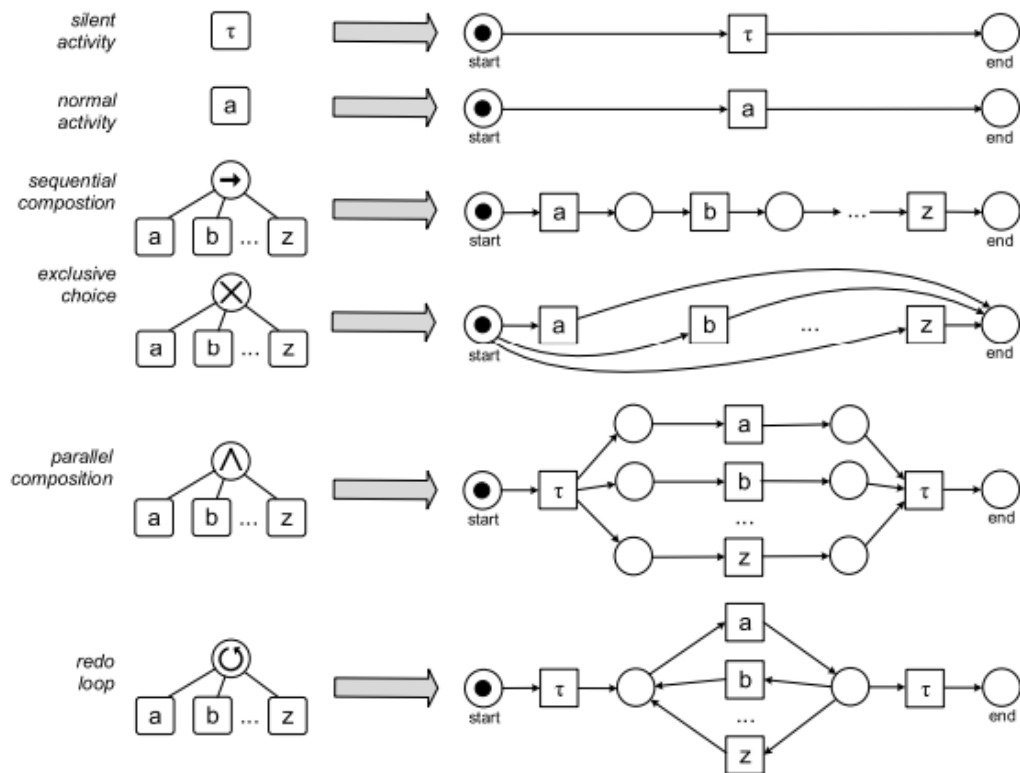 silent
activity
τ
τ
start
end
normal
activity
a
a
start
end
sequential
compostion
→
a b ... z
a b ... z
start
end
exclusive
choice
×
a b ... z
a b ... z
start
end
parallel
composition
∧
a b ... z
a
τ b τ
...
z
start
end
redo
loop
↺
a b ... z
a
τ b τ
...
z
start
end